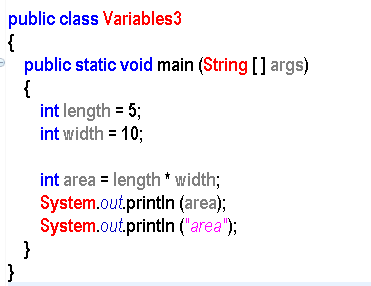 public class Variables3
{
public static void main (String [ ] args)
{
int length = 5;
int width = 10;
int area = length * width;
System.out.println (area);
System.out.println ("area");
}
}